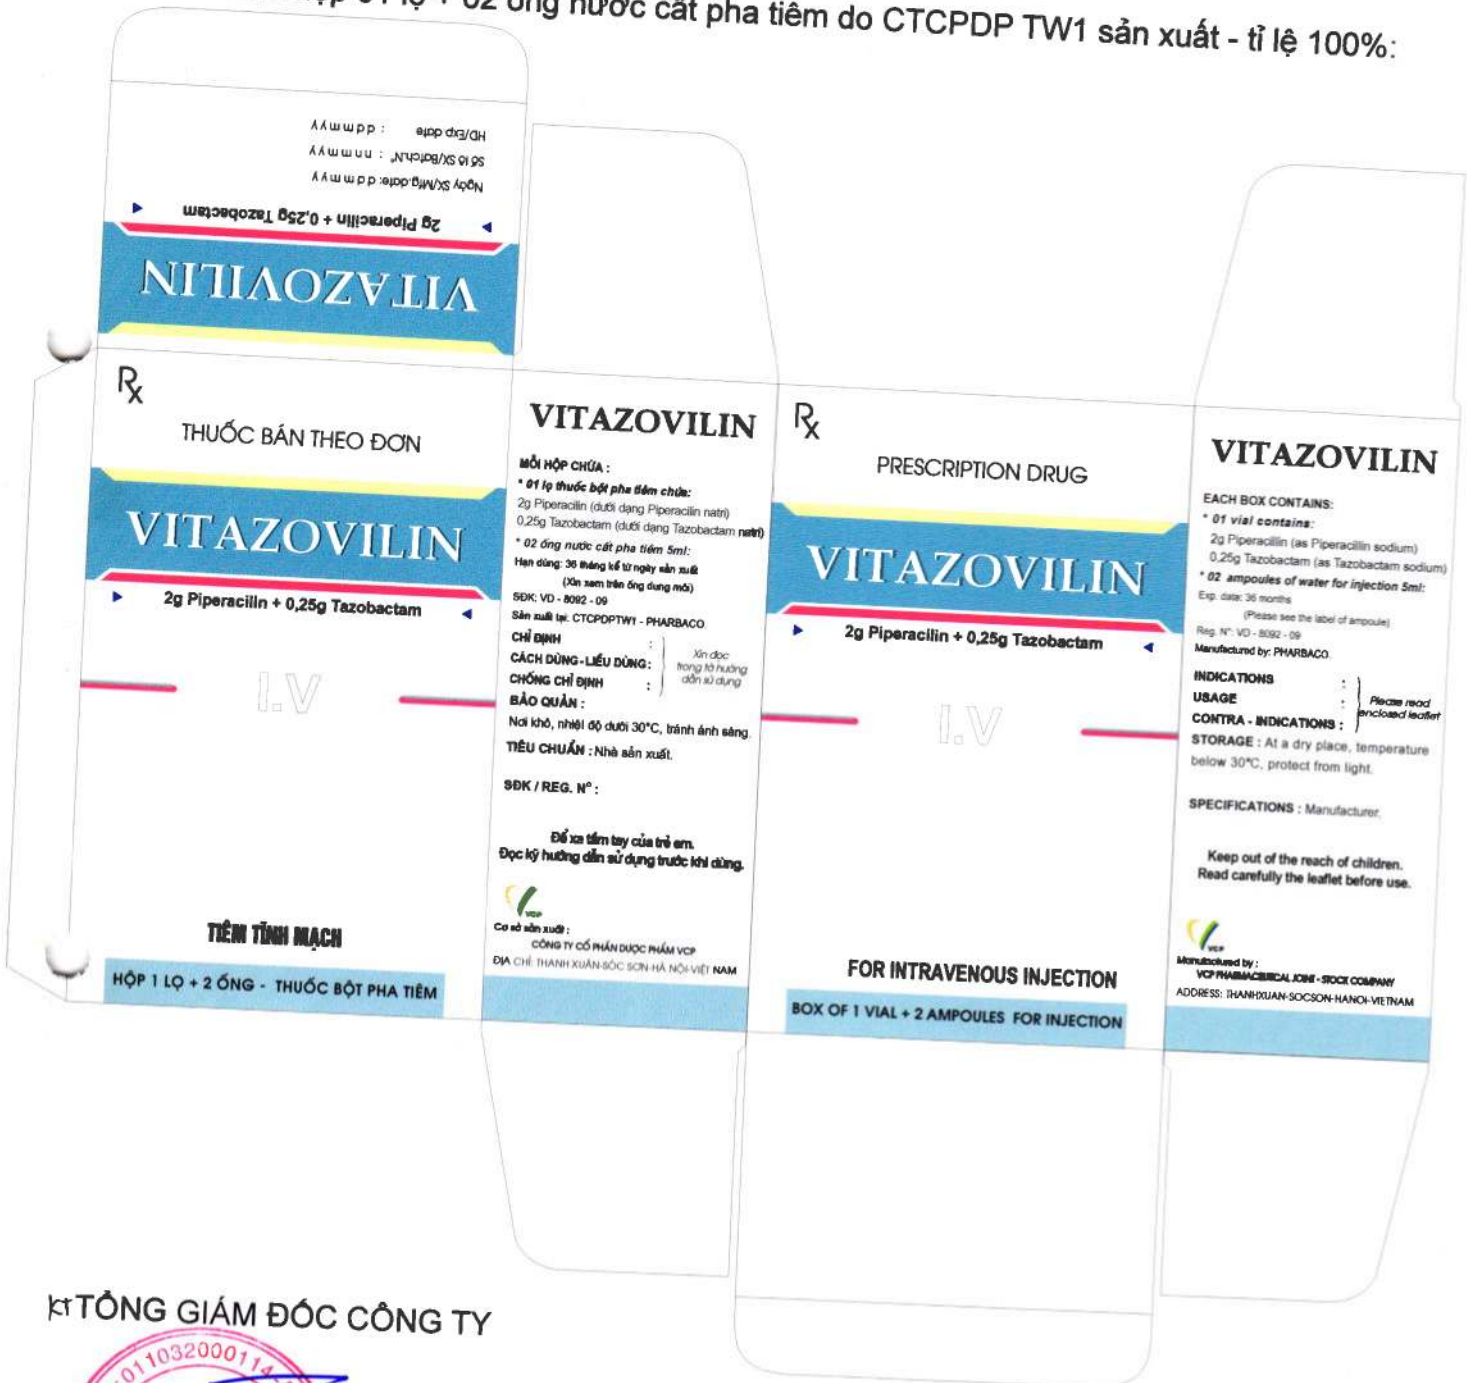 01 lọ + 02 ống nước cất pha tiêm do CTCPDP TW1 sản xuất - tỉ lệ 100%:
HD/Exp date : d d m m y y
Số lô SX/Batch.N° : n n m m y y
Ngày SX/Mfg.date: d d m m y y
2g Piperacilin + 0,25g Tazobactam
VITAZOVILIN
Rx
THUỐC BÁN THEO ĐƠN
VITAZOVILIN
2g Piperacilin + 0,25g Tazobactam
I.V
TIÊM TĨNH MẠCH
HỘP 1 LỌ + 2 ỐNG - THUỐC BỘT PHA TIÊM
VITAZOVILIN
MỖI HỘP CHỨA :
* 01 lọ thuốc bột pha tiêm chứa:
2g Piperacilin (dưới dạng Piperacilin natri)
0,25g Tazobactam (dưới dạng Tazobactam natri)
* 02 ống nước cất pha tiêm 5ml:
Hạn dùng: 36 tháng kể từ ngày sản xuất
(Xin xem trên ống dung môi)
SĐK: VD - 8092 - 09
Sản xuất tại: CTCPDPTW1 - PHARBACO
CHỈ ĐỊNH :
CÁCH DÙNG-LIỀU DÙNG :
CHỐNG CHỈ ĐỊNH :
Xin đọc
trong tờ hướng
dẫn sử dụng
BẢO QUẢN :
Nơi khô, nhiệt độ dưới 30°C, tránh ánh sáng.
TIÊU CHUẨN : Nhà sản xuất.
SĐK / REG. N° :
Để xa tầm tay của trẻ em.
Đọc kỹ hướng dẫn sử dụng trước khi dùng.
VCP
Cơ sở sản xuất :
CÔNG TY CỔ PHẦN DƯỢC PHẨM VCP
ĐỊA CHỈ: THANH XUÂN-SÓC SƠN-HÀ NỘI-VIỆT NAM
Rx
PRESCRIPTION DRUG
VITAZOVILIN
2g Piperacilin + 0,25g Tazobactam
I.V
FOR INTRAVENOUS INJECTION
BOX OF 1 VIAL + 2 AMPOULES FOR INJECTION
VITAZOVILIN
EACH BOX CONTAINS:
* 01 vial contains:
2g Piperacillin (as Piperacillin sodium)
0,25g Tazobactam (as Tazobactam sodium)
* 02 ampoules of water for injection 5ml:
Exp. date: 36 months
(Please see the label of ampoule)
Reg. N°: VD - 8092 - 09
Manufactured by: PHARBACO.
INDICATIONS :
USAGE :
CONTRA - INDICATIONS :
Please read
enclosed leaflet
STORAGE : At a dry place, temperature
below 30°C, protect from light.
SPECIFICATIONS : Manufacturer.
Keep out of the reach of children.
Read carefully the leaflet before use.
VCP
Manufactured by :
VCP PHARMACEUTICAL JOINT - STOCK COMPANY
ADDRESS: THANHXUAN-SOCSON-HANOI-VIETNAM
KT TỔNG GIÁM ĐỐC CÔNG TY